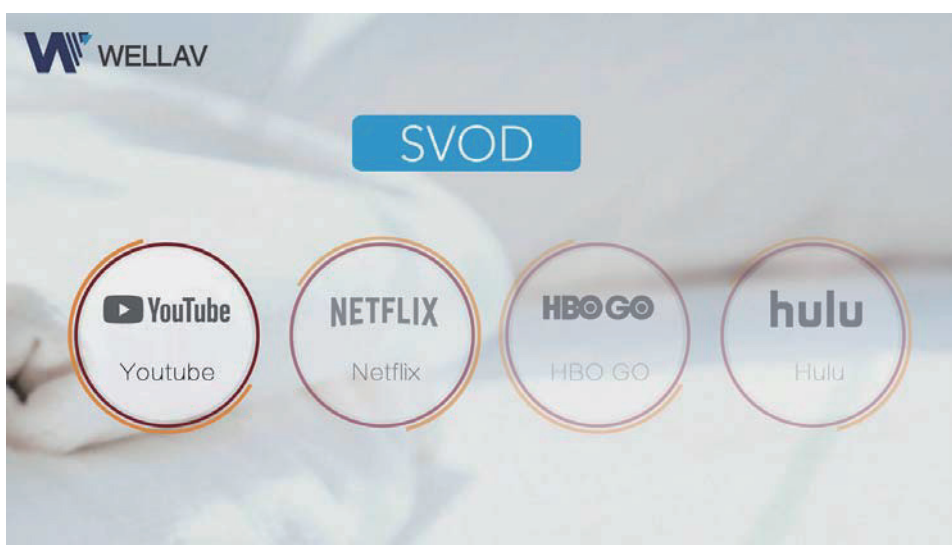 WELLAV
SVOD
YouTube
Youtube
NETFLIX
Netflix
HBO GO
HBO GO
hulu
Hulu